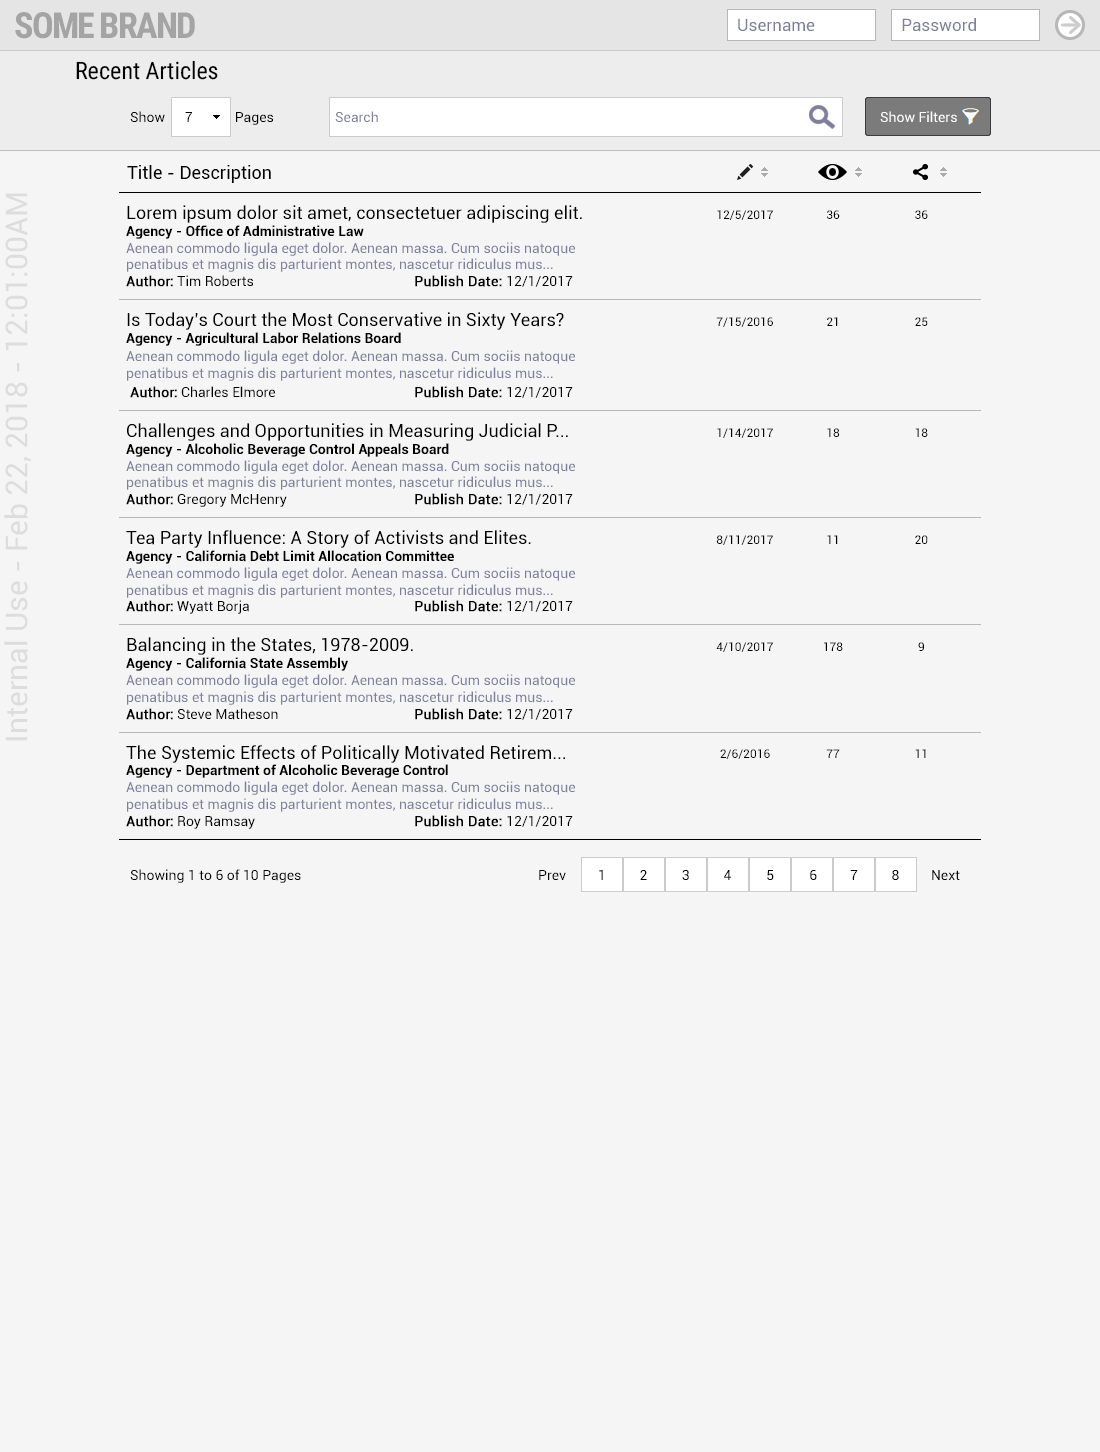 SOME BRAND
Username
Password
Recent Articles
Show 7 Pages
Search
Show Filters
Title - Description
Lorem ipsum dolor sit amet, consectetuer adipiscing elit.
12/5/2017 36 36
Agency - Office of Administrative Law
Aenean commodo ligula eget dolor. Aenean massa. Cum sociis natoque
penatibus et magnis dis parturient montes, nascetur ridiculus mus...
Author: Tim Roberts Publish Date: 12/1/2017
Is Today's Court the Most Conservative in Sixty Years?
7/15/2016 21 25
Agency - Agricultural Labor Relations Board
Aenean commodo ligula eget dolor. Aenean massa. Cum sociis natoque
penatibus et magnis dis parturient montes, nascetur ridiculus mus...
Author: Charles Elmore Publish Date: 12/1/2017
Challenges and Opportunities in Measuring Judicial P...
1/14/2017 18 18
Agency - Alcoholic Beverage Control Appeals Board
Aenean commodo ligula eget dolor. Aenean massa. Cum sociis natoque
penatibus et magnis dis parturient montes, nascetur ridiculus mus...
Author: Gregory McHenry Publish Date: 12/1/2017
Tea Party Influence: A Story of Activists and Elites.
8/11/2017 11 20
Agency - California Debt Limit Allocation Committee
Aenean commodo ligula eget dolor. Aenean massa. Cum sociis natoque
penatibus et magnis dis parturient montes, nascetur ridiculus mus...
Author: Wyatt Borja Publish Date: 12/1/2017
Balancing in the States, 1978-2009.
4/10/2017 178 9
Agency - California State Assembly
Aenean commodo ligula eget dolor. Aenean massa. Cum sociis natoque
penatibus et magnis dis parturient montes, nascetur ridiculus mus...
Author: Steve Matheson Publish Date: 12/1/2017
The Systemic Effects of Politically Motivated Retirem...
2/6/2016 77 11
Agency - Department of Alcoholic Beverage Control
Aenean commodo ligula eget dolor. Aenean massa. Cum sociis natoque
penatibus et magnis dis parturient montes, nascetur ridiculus mus...
Author: Roy Ramsay Publish Date: 12/1/2017
Showing 1 to 6 of 10 Pages
Prev 1 2 3 4 5 6 7 8 Next
Internal Use - Feb 22, 2018 - 12:01:00AM